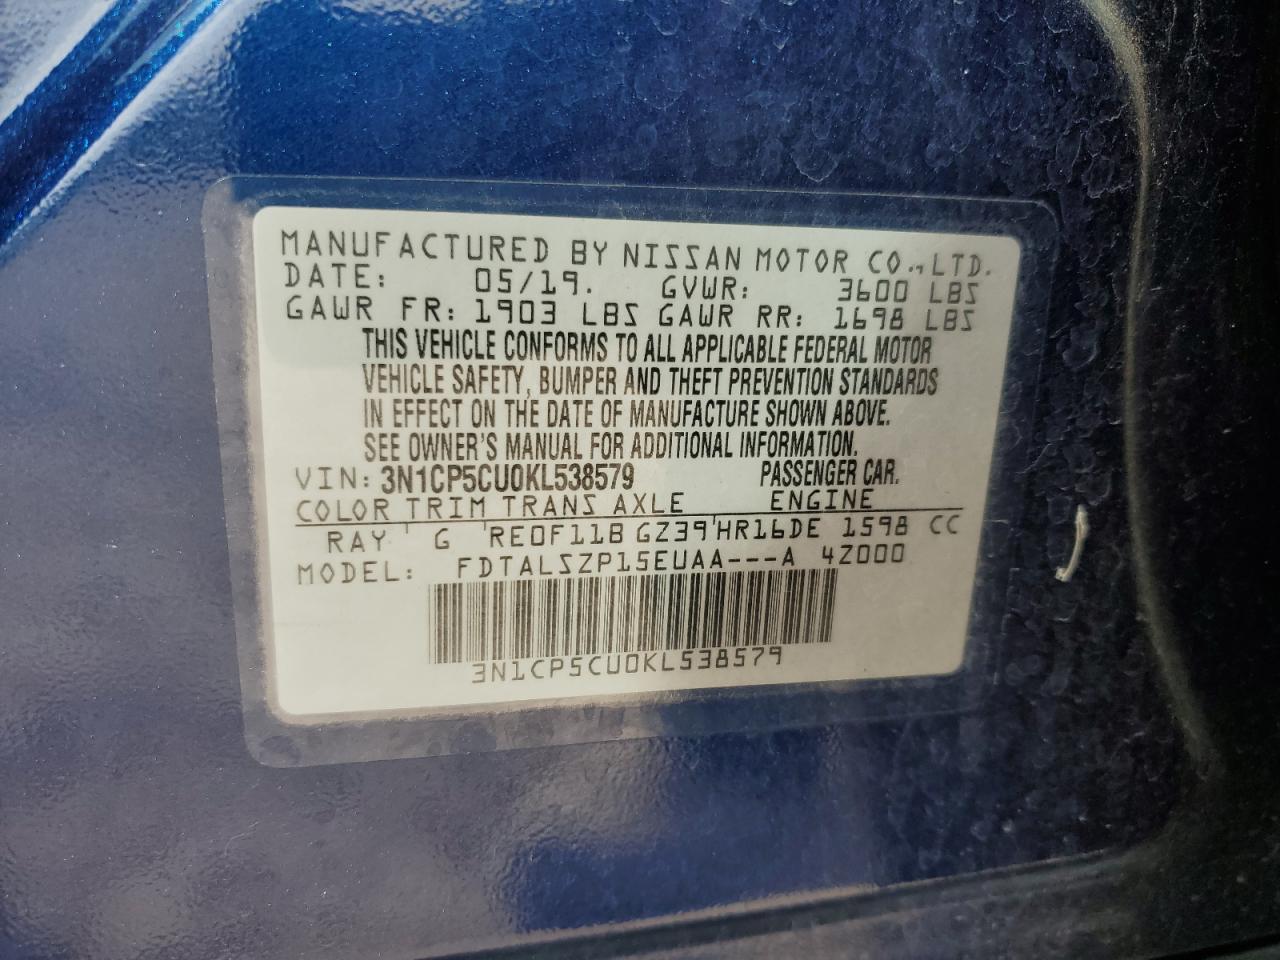 MANUFACTURED BY NISSAN MOTOR CO., LTD.
DATE: 05/19. GVWR: 3600 LBS
GAWR FR: 1903 LBS GAWR RR: 1698 LBS
THIS VEHICLE CONFORMS TO ALL APPLICABLE FEDERAL MOTOR
VEHICLE SAFETY, BUMPER AND THEFT PREVENTION STANDARDS
IN EFFECT ON THE DATE OF MANUFACTURE SHOWN ABOVE.
SEE OWNER'S MANUAL FOR ADDITIONAL INFORMATION.
VIN: 3N1CP5CU0KL538579 PASSENGER CAR.
COLOR TRIM TRANS AXLE ENGINE
RAY G RE0F11B GZ39 HR16DE 1598 CC
MODEL: FDTALSZP15EUAA---A 4Z000
3N1CP5CU0KL538579